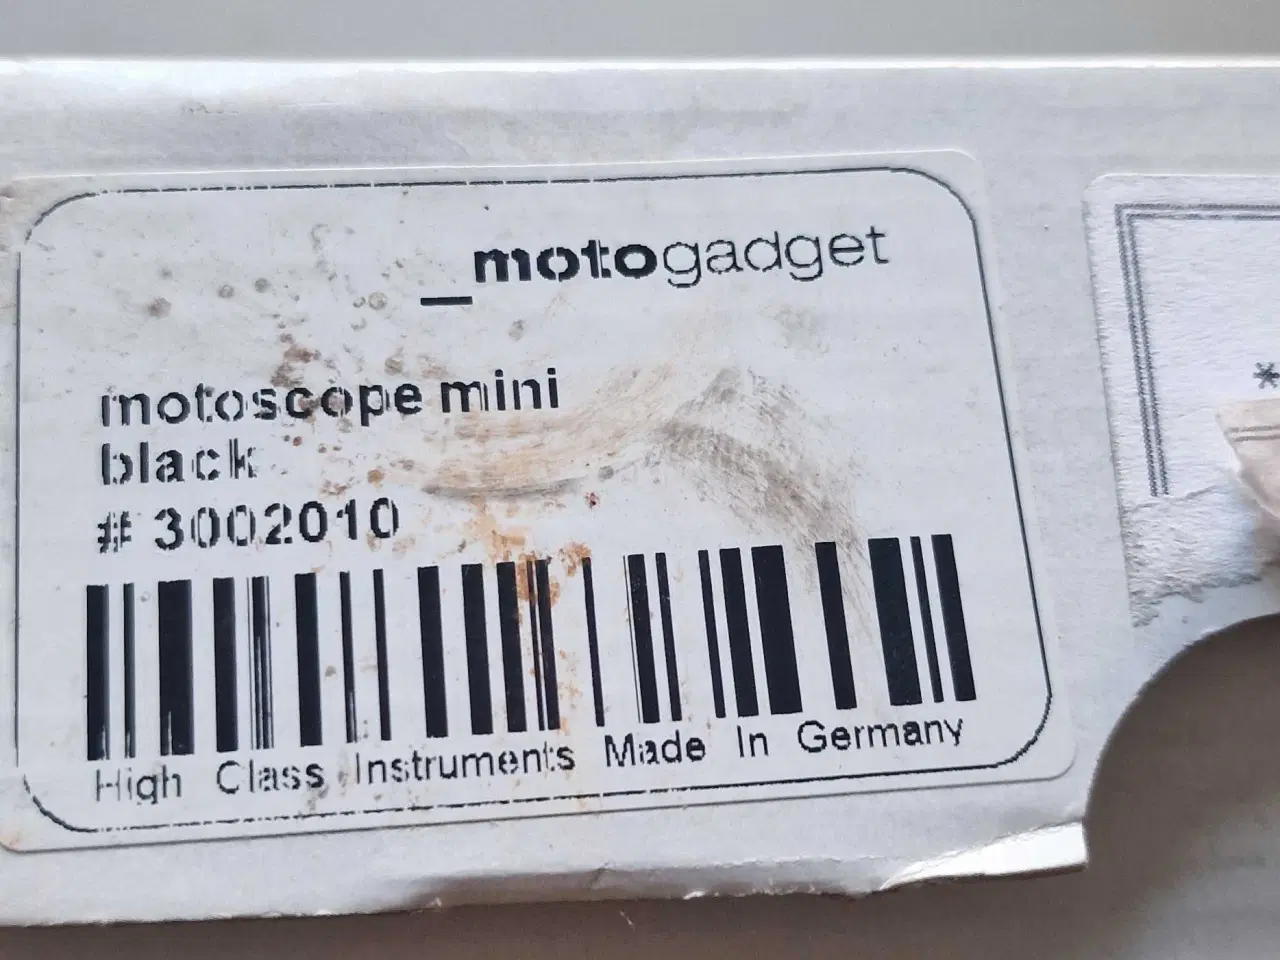 _motogadget
motoscope mini
black
# 3002010
High Class Instruments Made In Germany
*